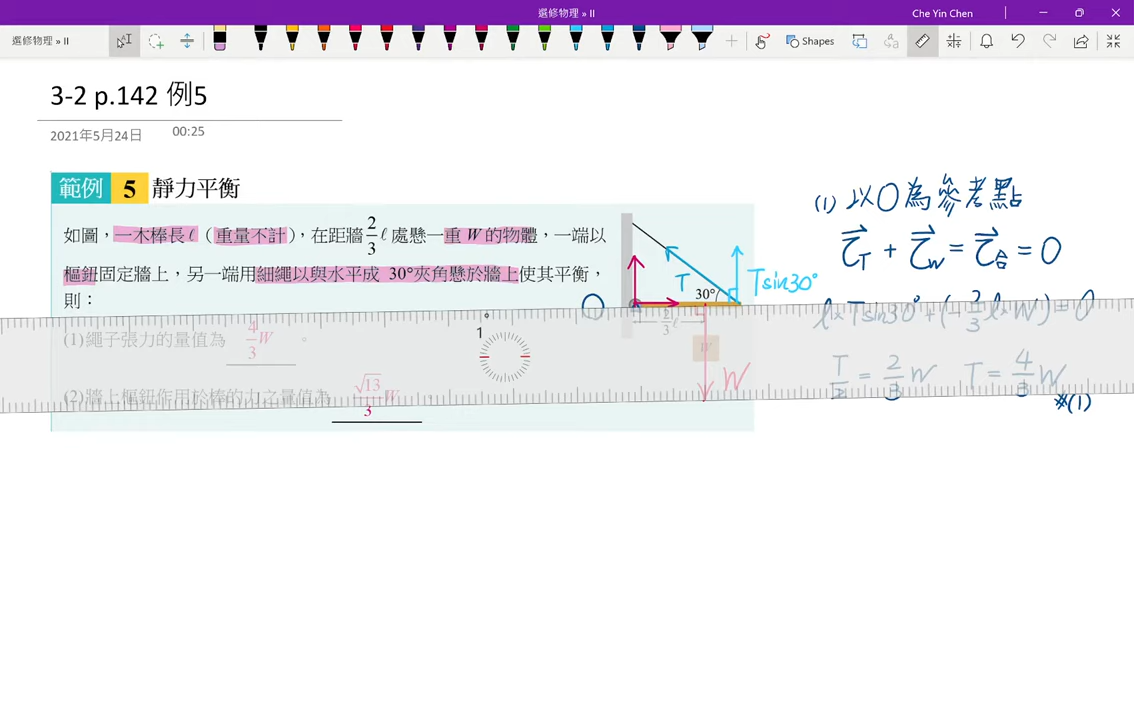 選修物理 » II
Che Yin Chen
選修物理 » II
Shapes
3-2 p.142 例5
2021年5月24日 00:25
範例 5 靜力平衡
如圖，一木棒長ℓ（重量不計），在距牆2/3 ℓ 處懸一重 W 的物體，一端以
樞鈕固定牆上，另一端用細繩以與水平成 30°夾角懸於牆上使其平衡，
則：
(1)繩子張力的量值為 4/3 W 。
(2)牆上樞鈕作用於棒的力之量值為 √13/3 W 。
T
30°
Tsin30°
O
2/3 ℓ
W
W
1
(1) 以O為參考點
τ⃗T + τ⃗W = τ⃗合 = 0
ℓ×Tsin30°+(-2/3 ℓ×W)=0
T/2 = 2/3 W T = 4/3 W
※(1)